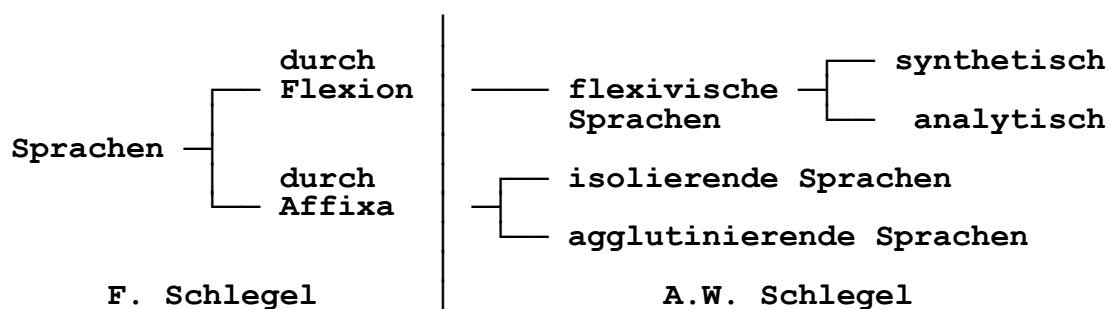 durch
Flexion
flexivische
Sprachen
synthetisch
analytisch
Sprachen
durch
Affixa
isolierende Sprachen
agglutinierende Sprachen
F. Schlegel
A.W. Schlegel